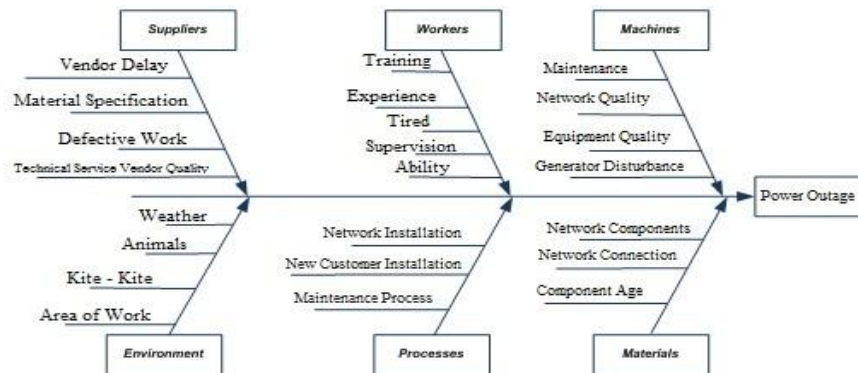 Suppliers
Workers
Machines
Vendor Delay
Material Specification
Defective Work
Technical Service Vendor Quality
Training
Experience
Tired
Supervision
Ability
Maintenance
Network Quality
Equipment Quality
Generator Disturbance
Power Outage
Weather
Animals
Kite - Kite
Area of Work
Network Installation
New Customer Installation
Maintenance Process
Network Components
Network Connection
Component Age
Environment
Processes
Materials